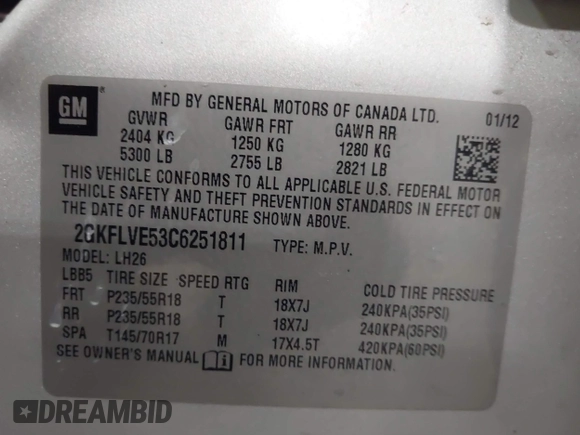 GM
MFD BY GENERAL MOTORS OF CANADA LTD. 01/12
GVWR GAWR FRT GAWR RR
2404 KG 1250 KG 1280 KG
5300 LB 2755 LB 2821 LB
THIS VEHICLE CONFORMS TO ALL APPLICABLE U.S. FEDERAL MOTOR
VEHICLE SAFETY AND THEFT PREVENTION STANDARDS IN EFFECT ON
THE DATE OF MANUFACTURE SHOWN ABOVE.
2GKFLVE53C6251811 TYPE: M.P.V.
MODEL: LH26
LBB5 TIRE SIZE SPEED RTG RIM COLD TIRE PRESSURE
FRT P235/55R18 T 18X7J 240KPA(35PSI)
RR P235/55R18 T 18X7J 240KPA(35PSI)
SPA T145/70R17 M 17X4.5T 420KPA(60PSI)
SEE OWNER'S MANUAL FOR MORE INFORMATION.
DREAMBID